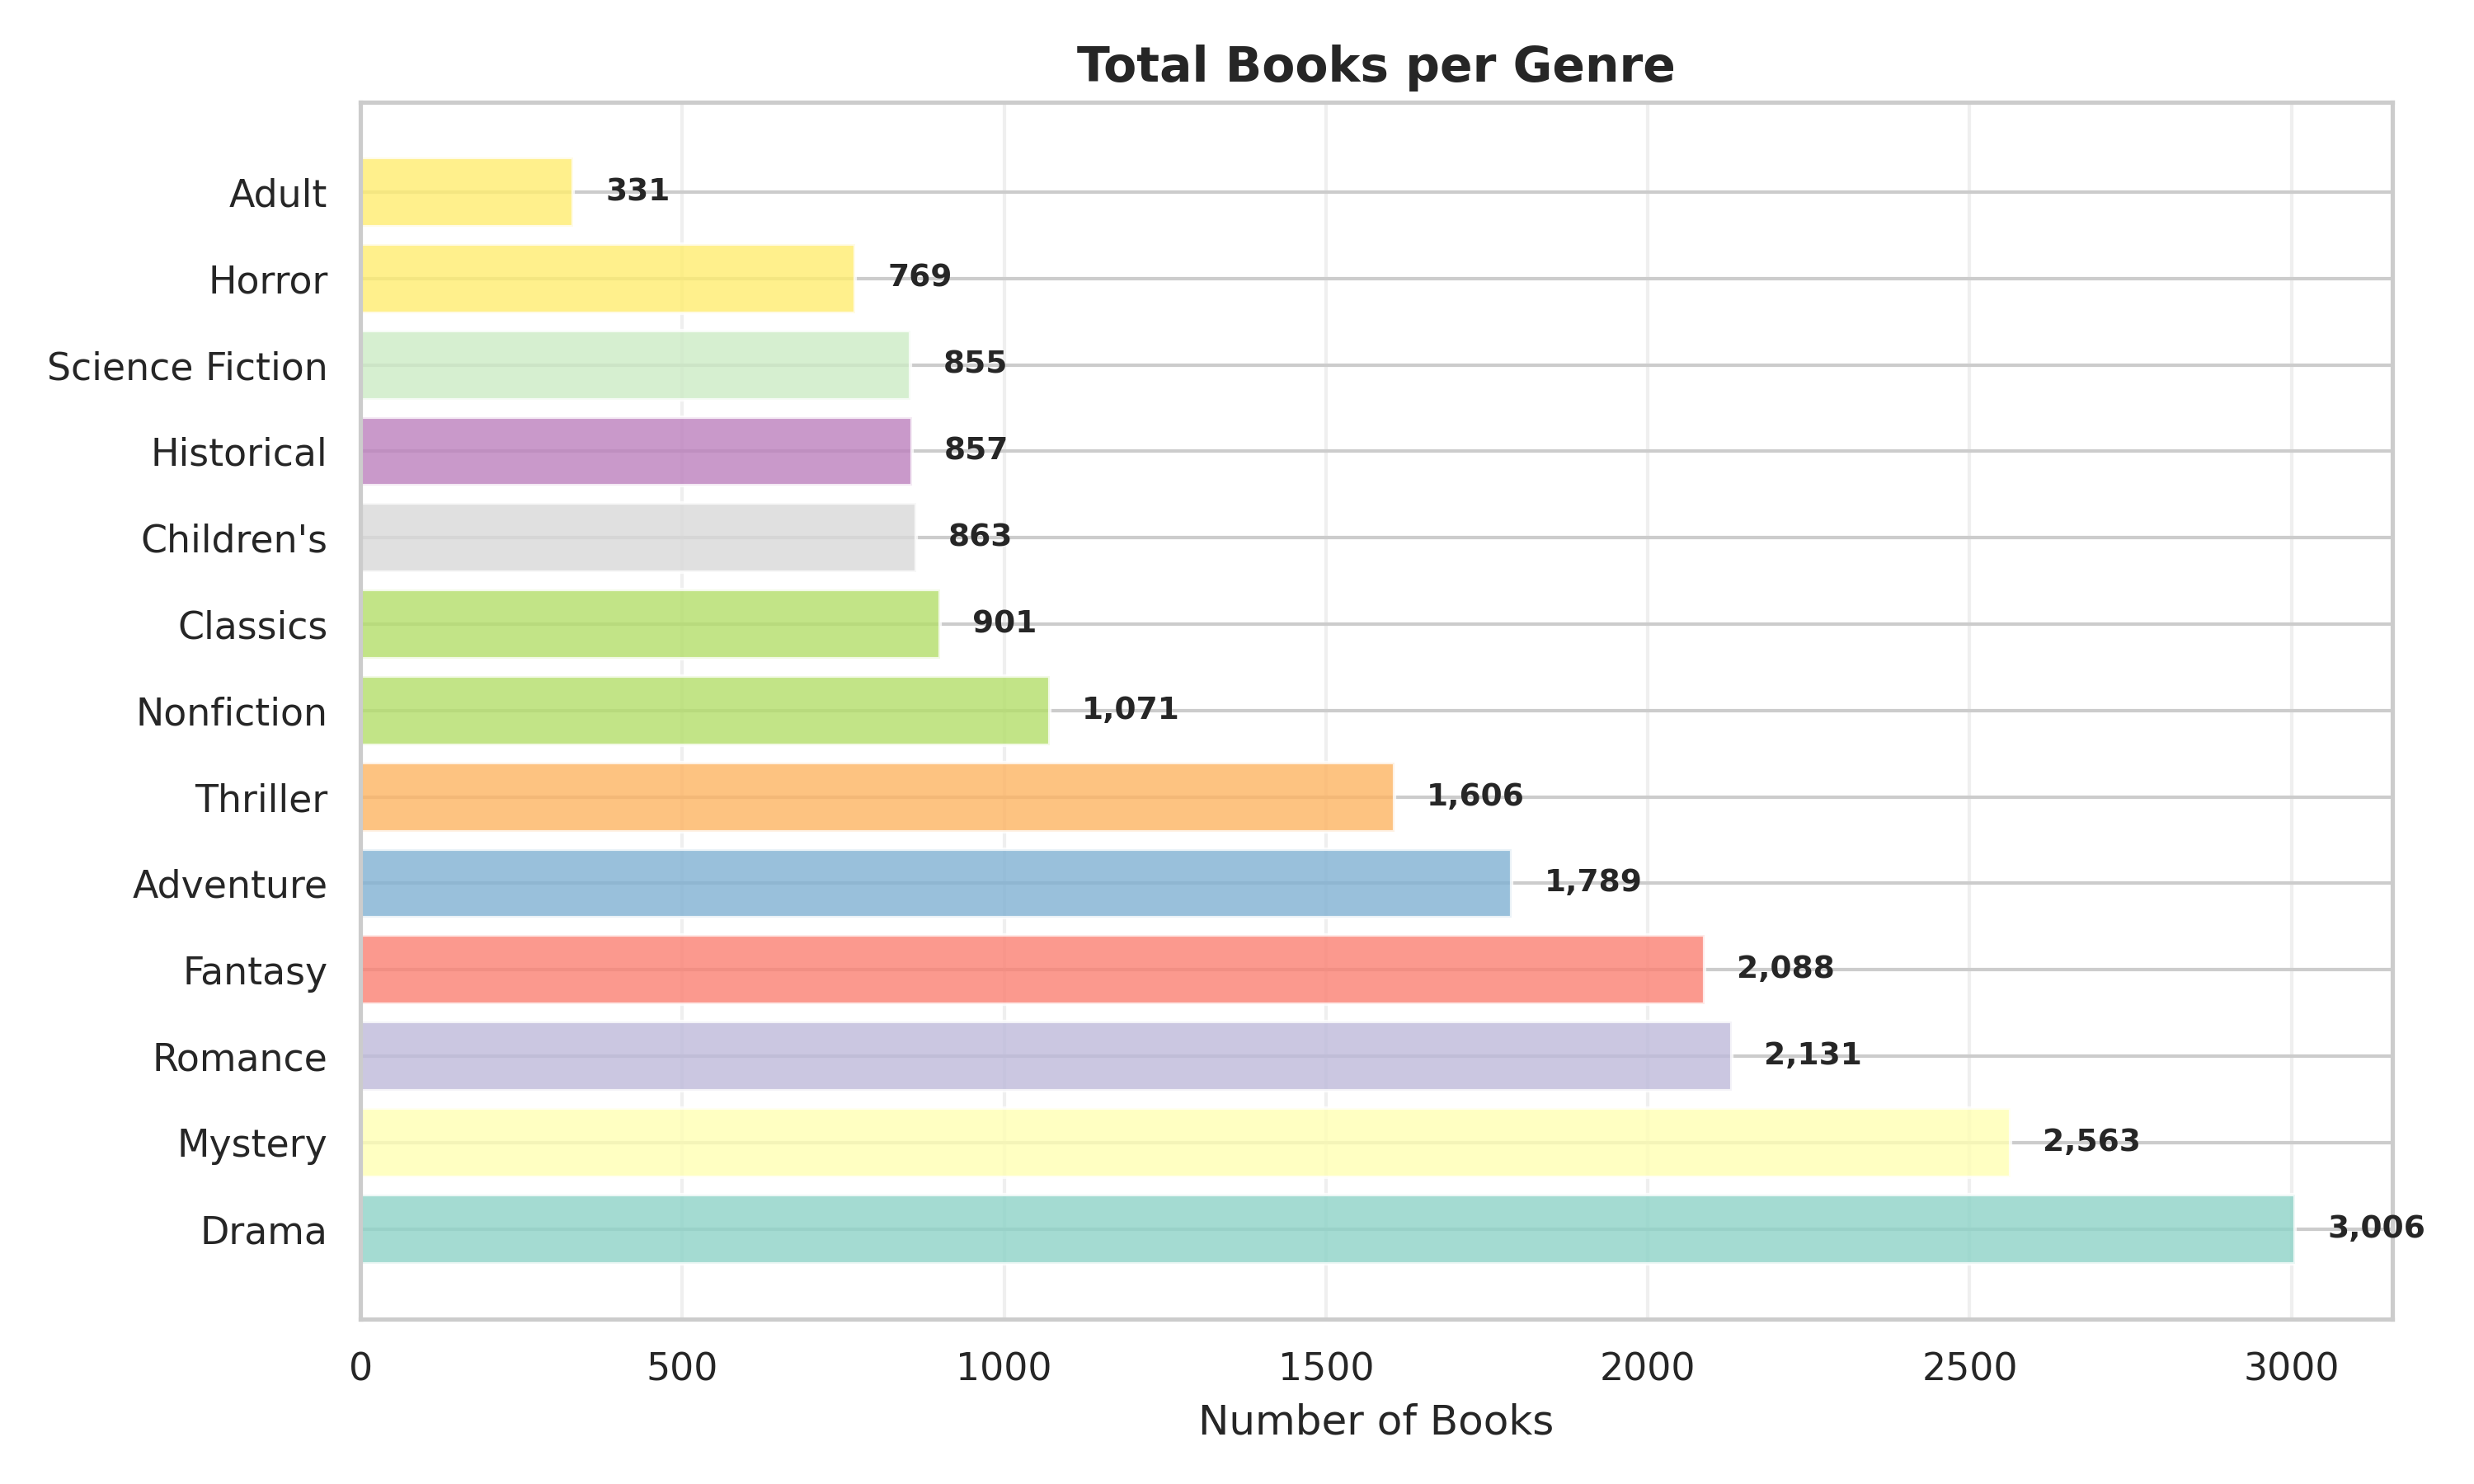 Total Books per Genre
Adult 331
Horror 769
Science Fiction 855
Historical 857
Children's 863
Classics 901
Nonfiction 1,071
Thriller 1,606
Adventure 1,789
Fantasy 2,088
Romance 2,131
Mystery 2,563
Drama 3,006
0 500 1000 1500 2000 2500 3000
Number of Books